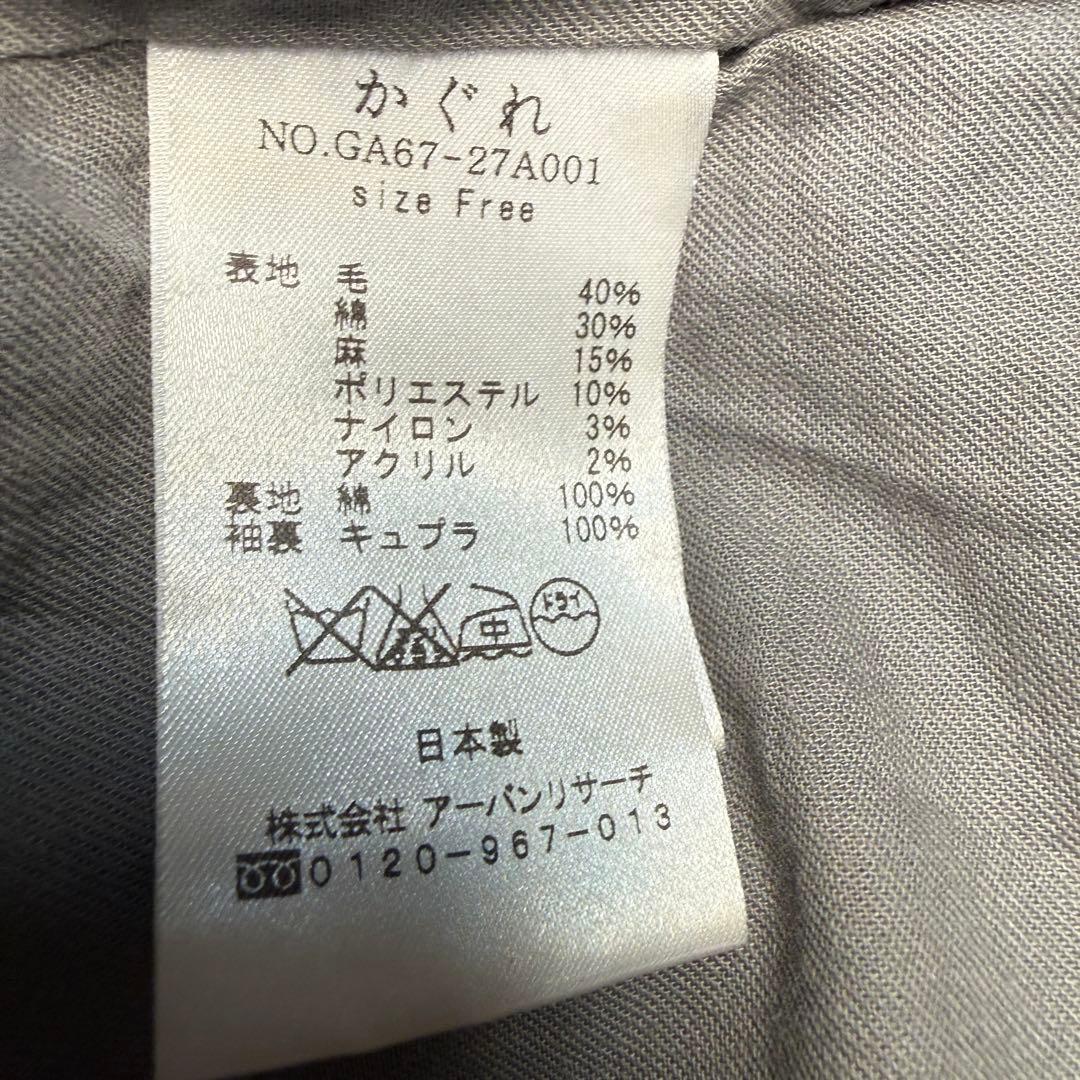 かぐれ
NO.GA67-27A001
size Free
表地 毛 40%
綿 30%
麻 15%
ポリエステル 10%
ナイロン 3%
アクリル 2%
裏地 綿 100%
袖裏 キュプラ 100%
中 ドライ
日本製
株式会社 アーバンリサーチ
0120-967-013